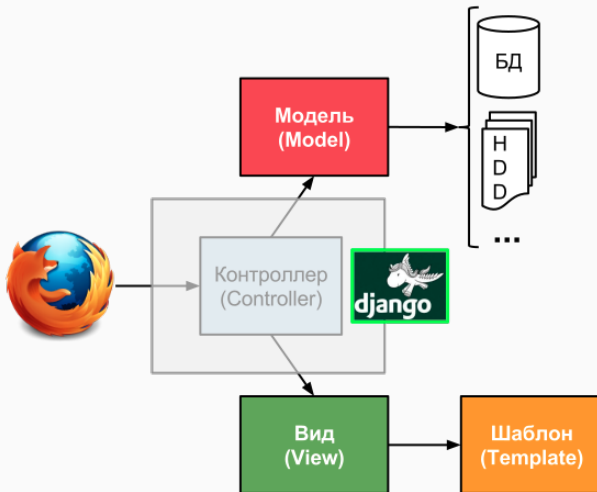 БД
Модель
(Model)
H
D
D
...
Контроллер
(Controller)
django
Вид
(View)
Шаблон
(Template)